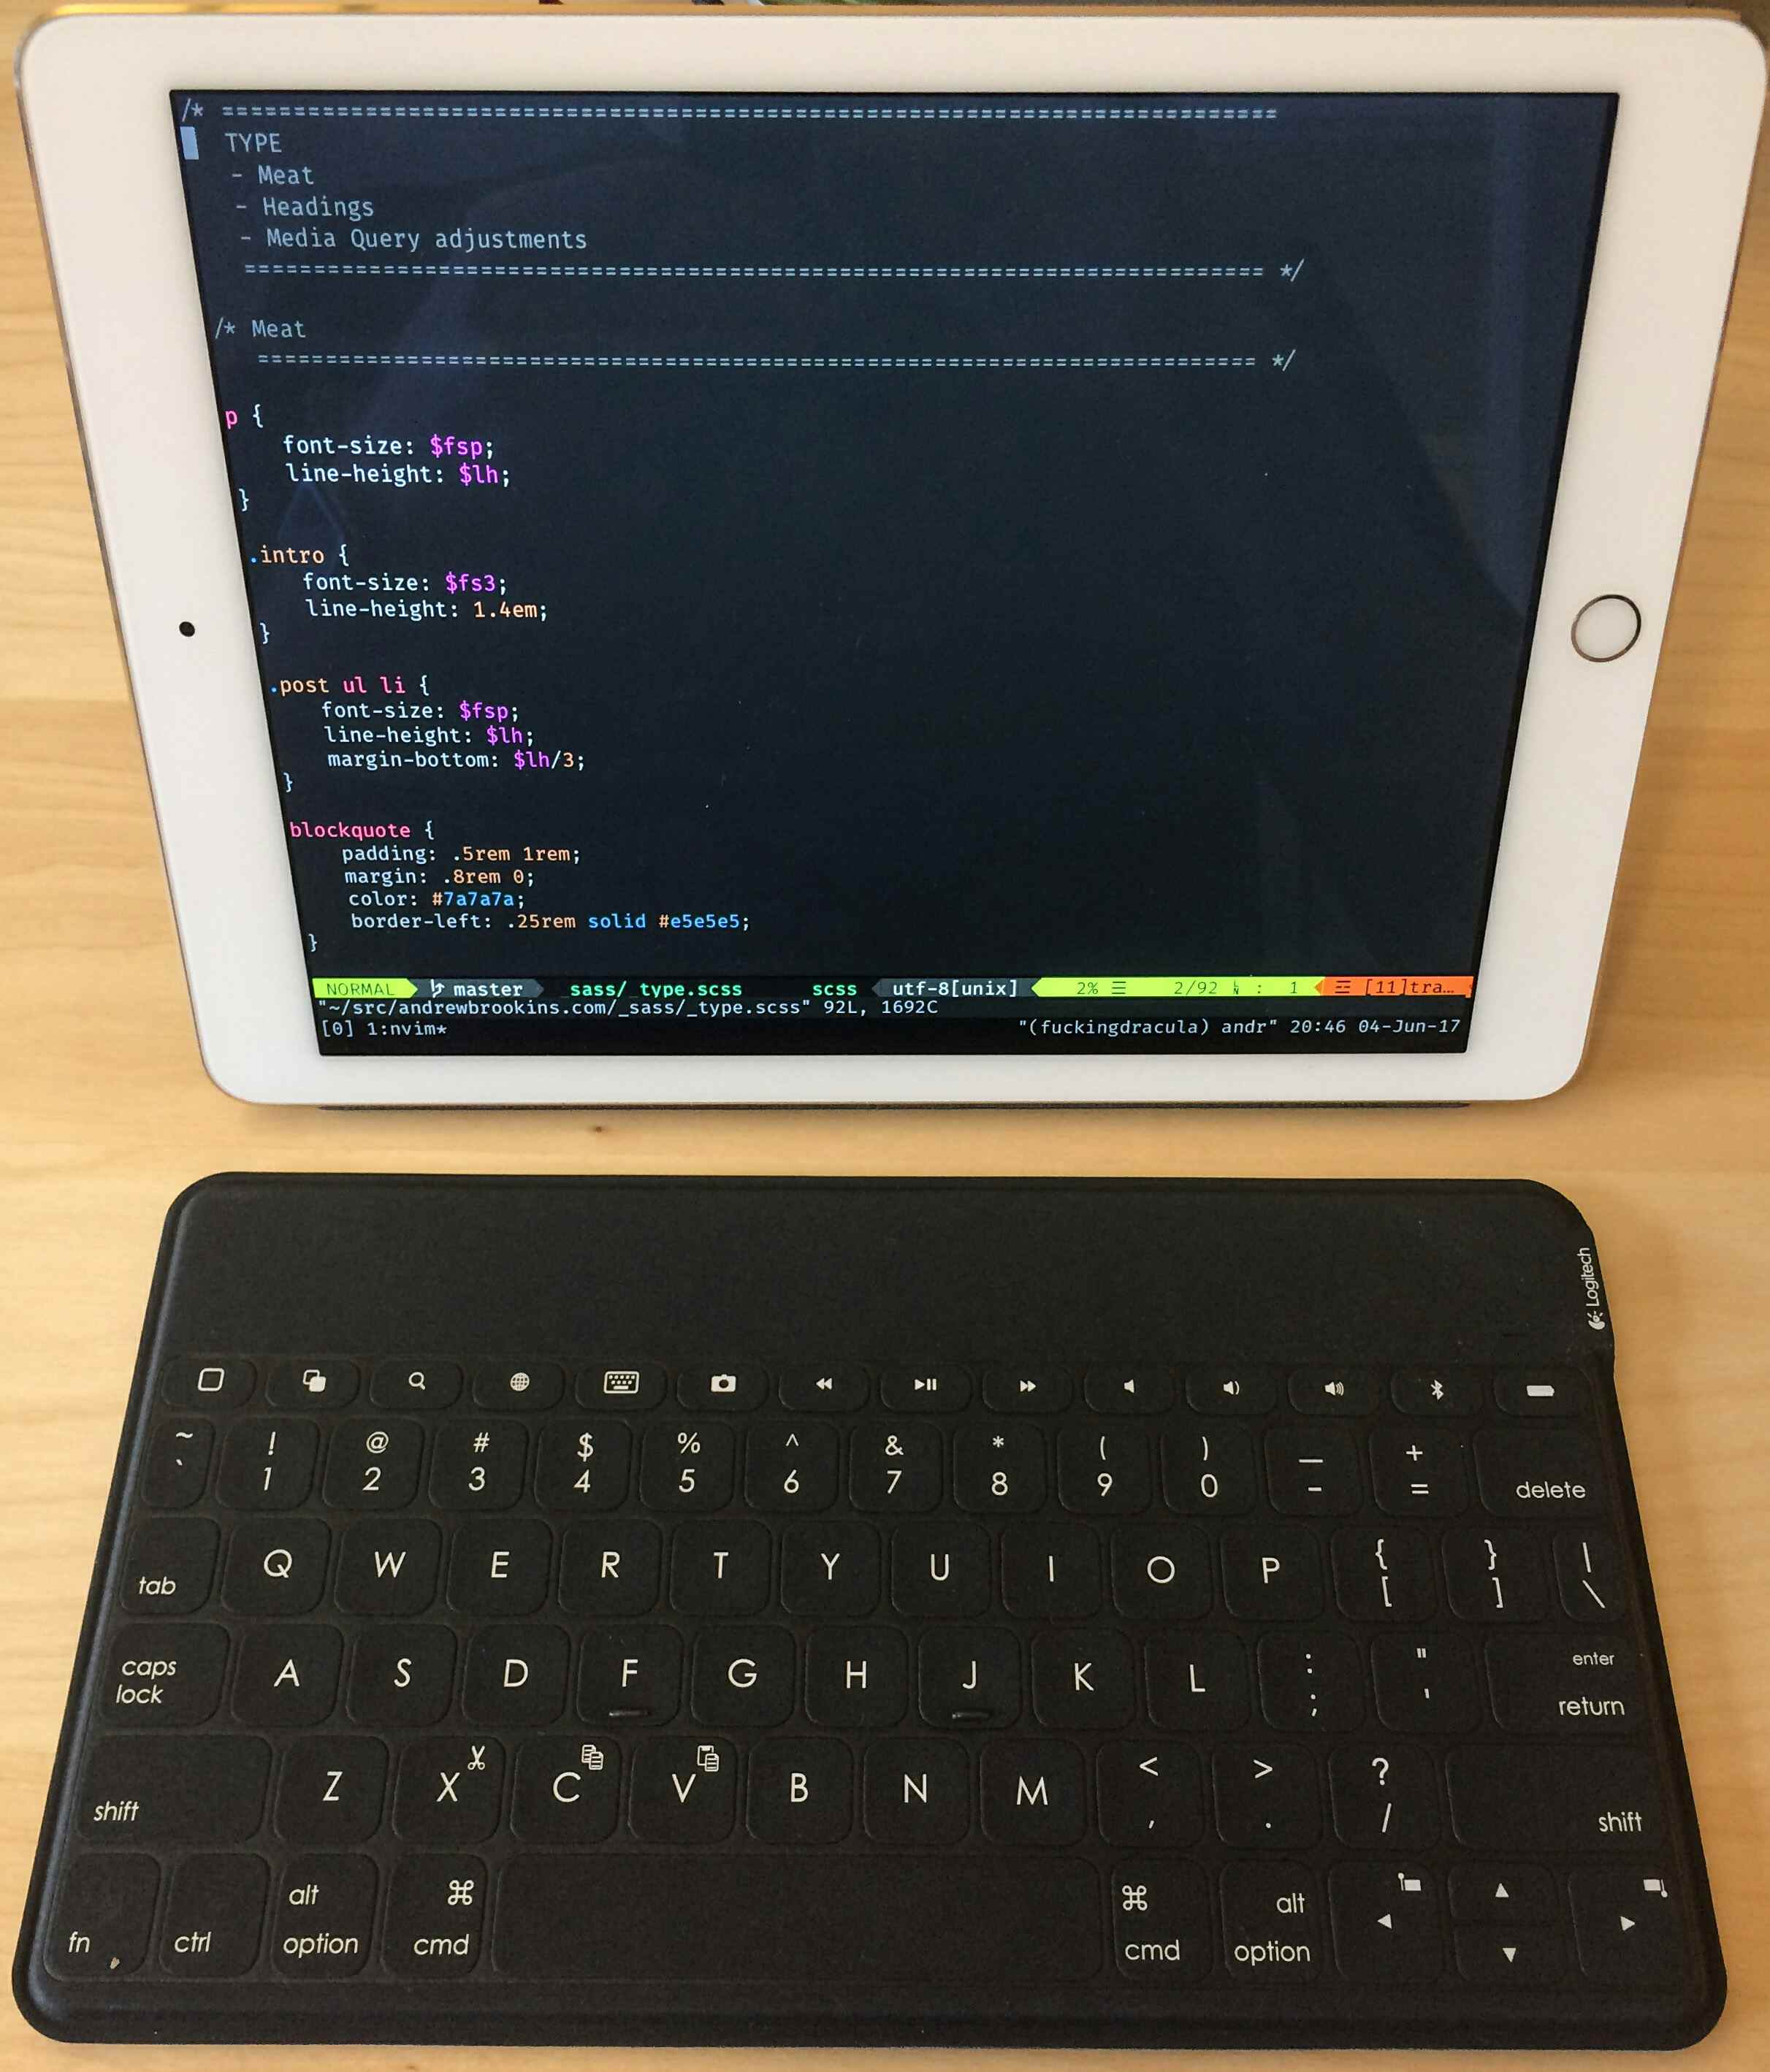 /* ==========================================================================
TYPE
- Meat
- Headings
- Media Query adjustments
========================================================================== */
/* Meat
========================================================================== */
p {
font-size: $fsp;
line-height: $lh;
}
.intro {
font-size: $fs3;
line-height: 1.4em;
}
.post ul li {
font-size: $fsp;
line-height: $lh;
margin-bottom: $lh/3;
}
blockquote {
padding: .5rem 1rem;
margin: .8rem 0;
color: #7a7a7a;
border-left: .25rem solid #e5e5e5;
}
NORMAL master _sass/_type.scss scss utf-8[unix] 2% ☰ 2/92 ㏑ : 1 ☲ [11]tra…
"~/src/andrewbrookins.com/_sass/_type.scss" 92L, 1692C
[0] 1:nvim* "(fuckingdracula) andr" 20:46 04-Jun-17
Logitech
~ ! @ # $ % ^ & * ( ) _ +
` 1 2 3 4 5 6 7 8 9 0 - = delete
tab Q W E R T Y U I O P { [ } ] | \
caps lock A S D F G H J K L : ; " ' enter return
shift Z X C V B N M < , > . ? / shift
alt ⌘ ⌘ alt
fn ctrl option cmd cmd option